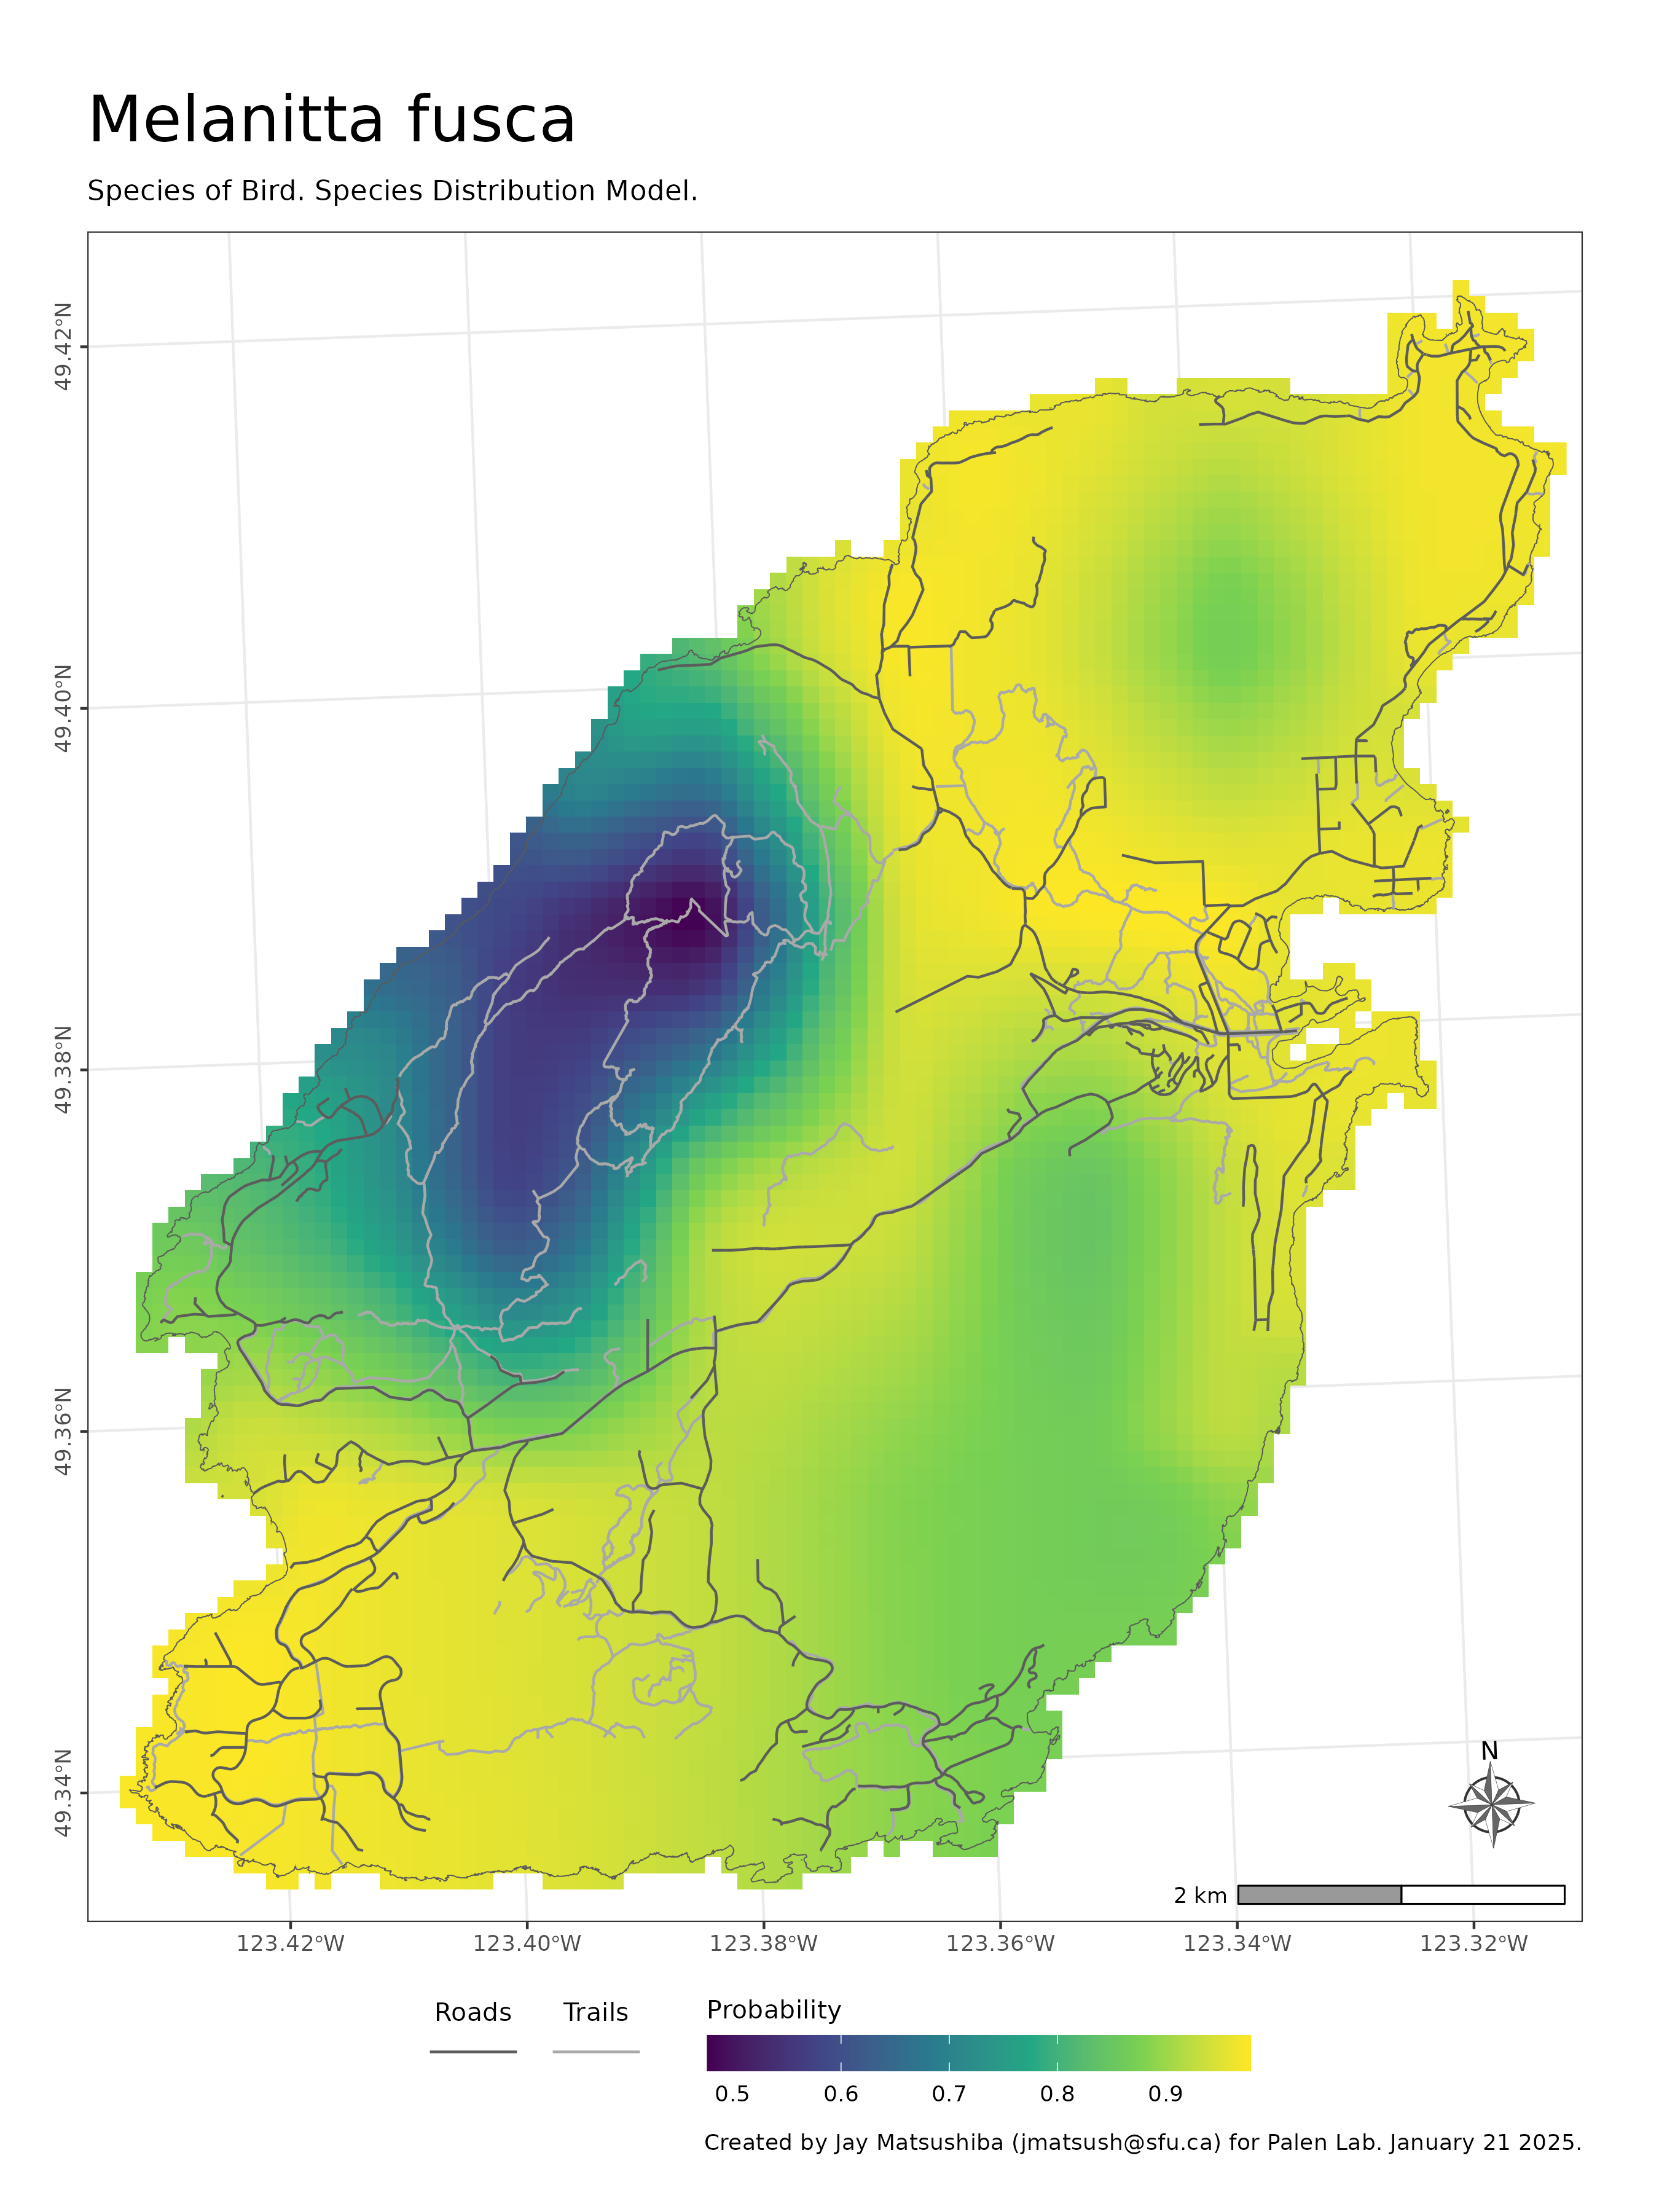 Melanitta fusca
Species of Bird. Species Distribution Model.
49.42°N
49.40°N
49.38°N
49.36°N
49.34°N
N
2 km
123.42°W 123.40°W 123.38°W 123.36°W 123.34°W 123.32°W
Roads Trails Probability
0.5 0.6 0.7 0.8 0.9
Created by Jay Matsushiba (jmatsush@sfu.ca) for Palen Lab. January 21 2025.